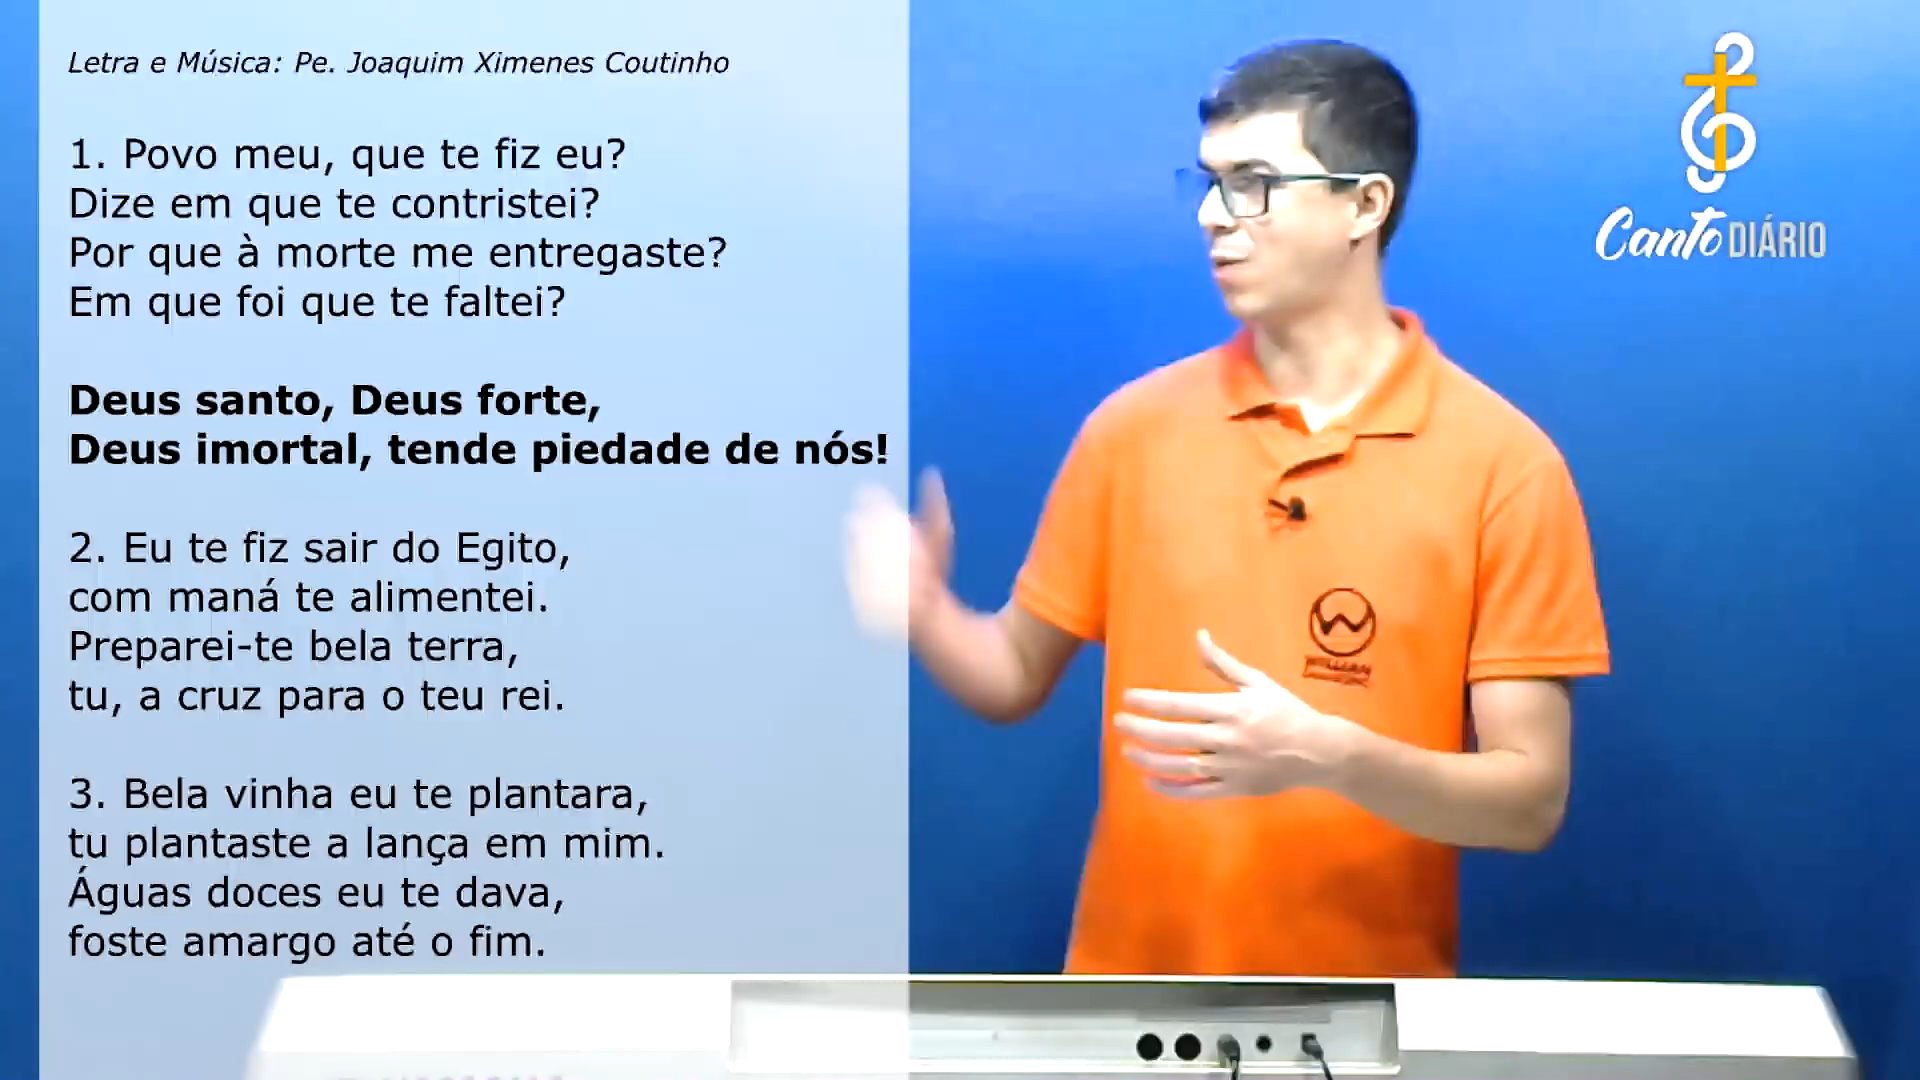 Letra e Música: Pe. Joaquim Ximenes Coutinho
1. Povo meu, que te fiz eu?
Dize em que te contristei?
Por que à morte me entregaste?
Em que foi que te faltei?
Deus santo, Deus forte,
Deus imortal, tende piedade de nós!
2. Eu te fiz sair do Egito,
com maná te alimentei.
Preparei-te bela terra,
tu, a cruz para o teu rei.
3. Bela vinha eu te plantara,
tu plantaste a lança em mim.
Águas doces eu te dava,
foste amargo até o fim.
Canto DIÁRIO